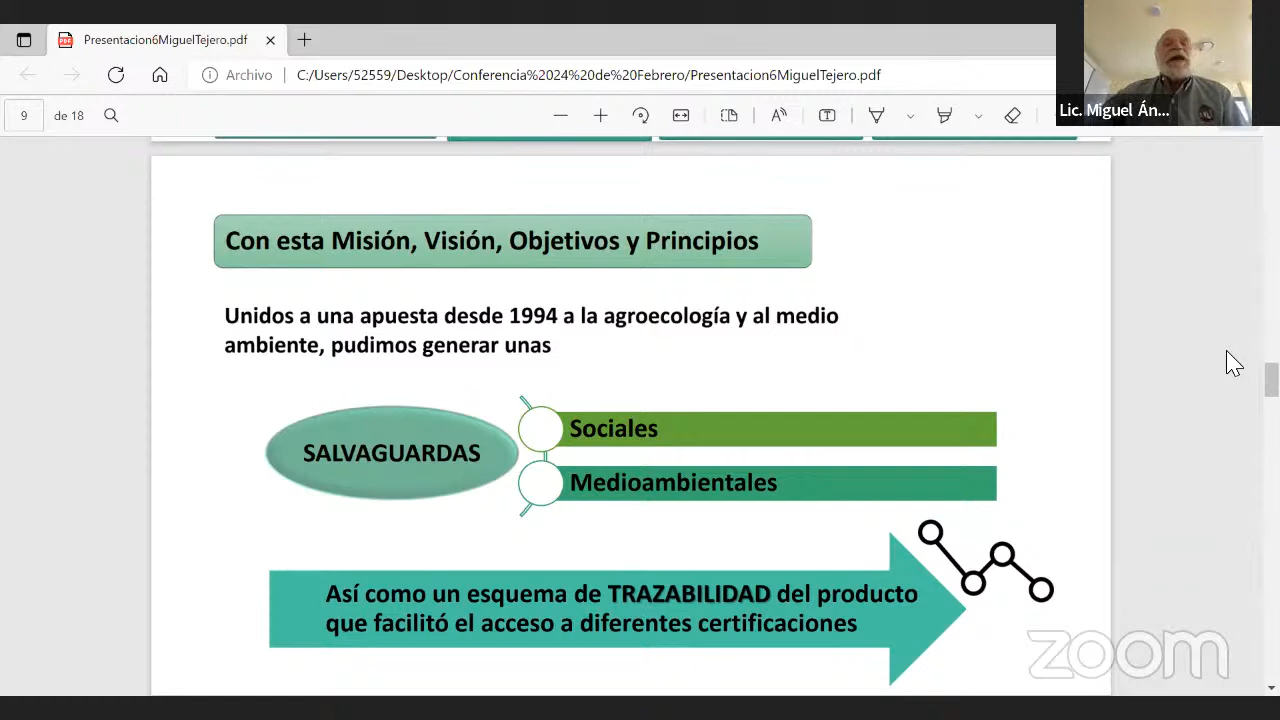 Presentacion6MiguelTejero.pdf
Archivo
C:/Users/52559/Desktop/Conferencia%2024%20de%20Febrero/Presentacion6MiguelTejero.pdf
9 de 18
Lic. Miguel Án...
Con esta Misión, Visión, Objetivos y Principios
Unidos a una apuesta desde 1994 a la agroecología y al medio
ambiente, pudimos generar unas
SALVAGUARDAS
Sociales
Medioambientales
Así como un esquema de TRAZABILIDAD del producto
que facilitó el acceso a diferentes certificaciones
zoom